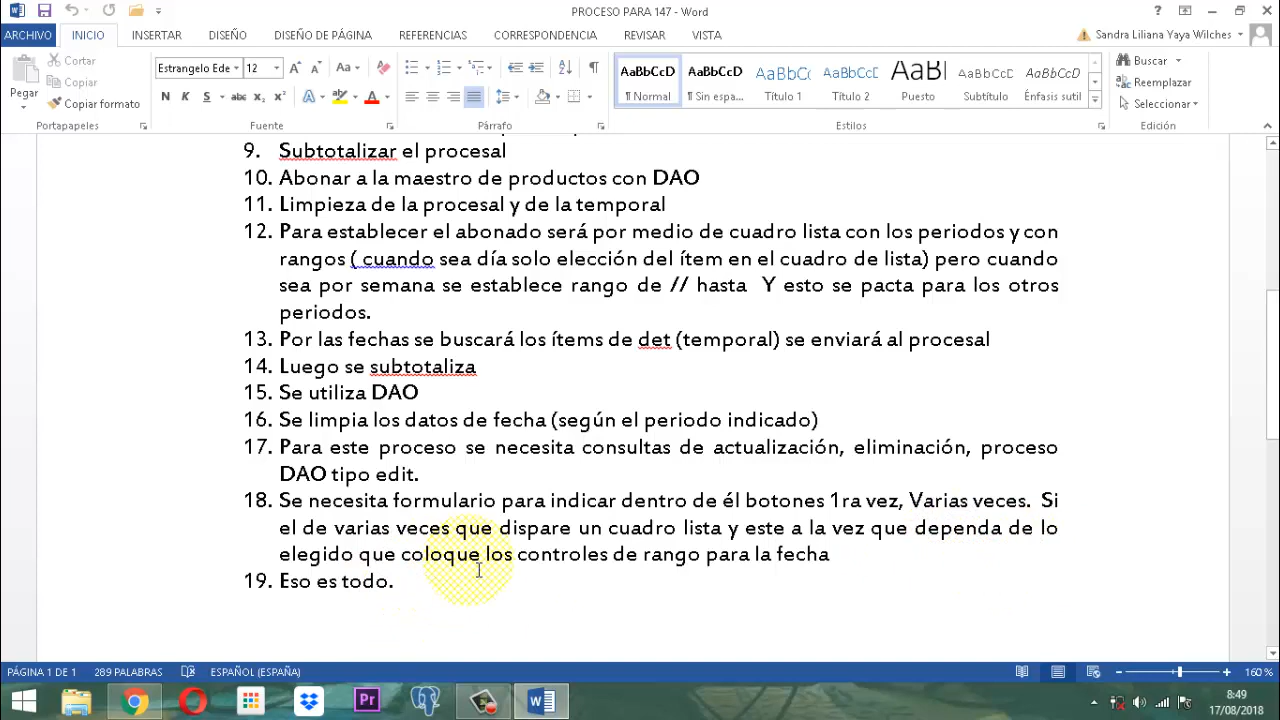 PROCESO PARA 147 - Word
ARCHIVO INICIO INSERTAR DISEÑO DISEÑO DE PÁGINA REFERENCIAS CORRESPONDENCIA REVISAR VISTA Sandra Liliana Yaya Wilches
Pegar
Cortar
Copiar
Copiar formato
Portapapeles
Estrangelo Ede 12
N K S abc x₂ x²
Fuente
Párrafo
AaBbCcD AaBbCcD AaBbCc AaBbCcD AaBl AaBbCcD AaBbCcD
¶ Normal ¶ Sin espa... Título 1 Título 2 Puesto Subtítulo Énfasis sutil
Estilos
Buscar
Reemplazar
Seleccionar
Edición
9. Subtotalizar el procesal
10. Abonar a la maestro de productos con DAO
11. Limpieza de la procesal y de la temporal
12. Para establecer el abonado será por medio de cuadro lista con los periodos y con
rangos ( cuando sea día solo elección del ítem en el cuadro de lista) pero cuando
sea por semana se establece rango de // hasta Y esto se pacta para los otros
periodos.
13. Por las fechas se buscará los ítems de det (temporal) se enviará al procesal
14. Luego se subtotaliza
15. Se utiliza DAO
16. Se limpia los datos de fecha (según el periodo indicado)
17. Para este proceso se necesita consultas de actualización, eliminación, proceso
DAO tipo edit.
18. Se necesita formulario para indicar dentro de él botones 1ra vez, Varias veces. Si
el de varias veces que dispare un cuadro lista y este a la vez que dependa de lo
elegido que coloque los controles de rango para la fecha
19. Eso es todo.
PÁGINA 1 DE 1 289 PALABRAS ESPAÑOL (ESPAÑA) 160 %
8:49
17/08/2018